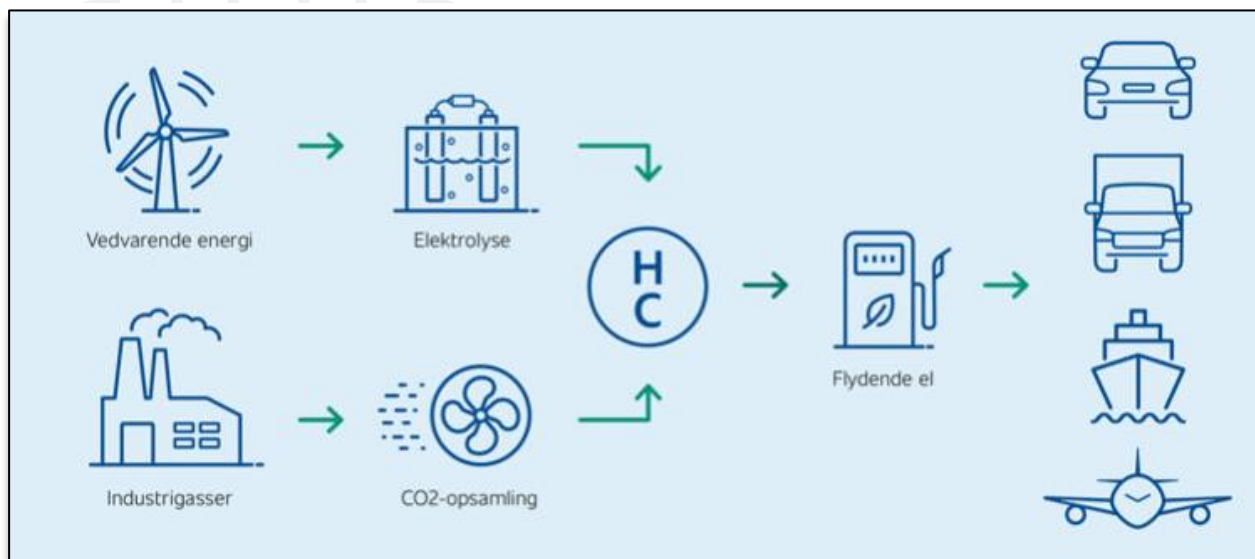 Vedvarende energi
Elektrolyse
H
C
Flydende el
Industrigasser
CO2-opsamling